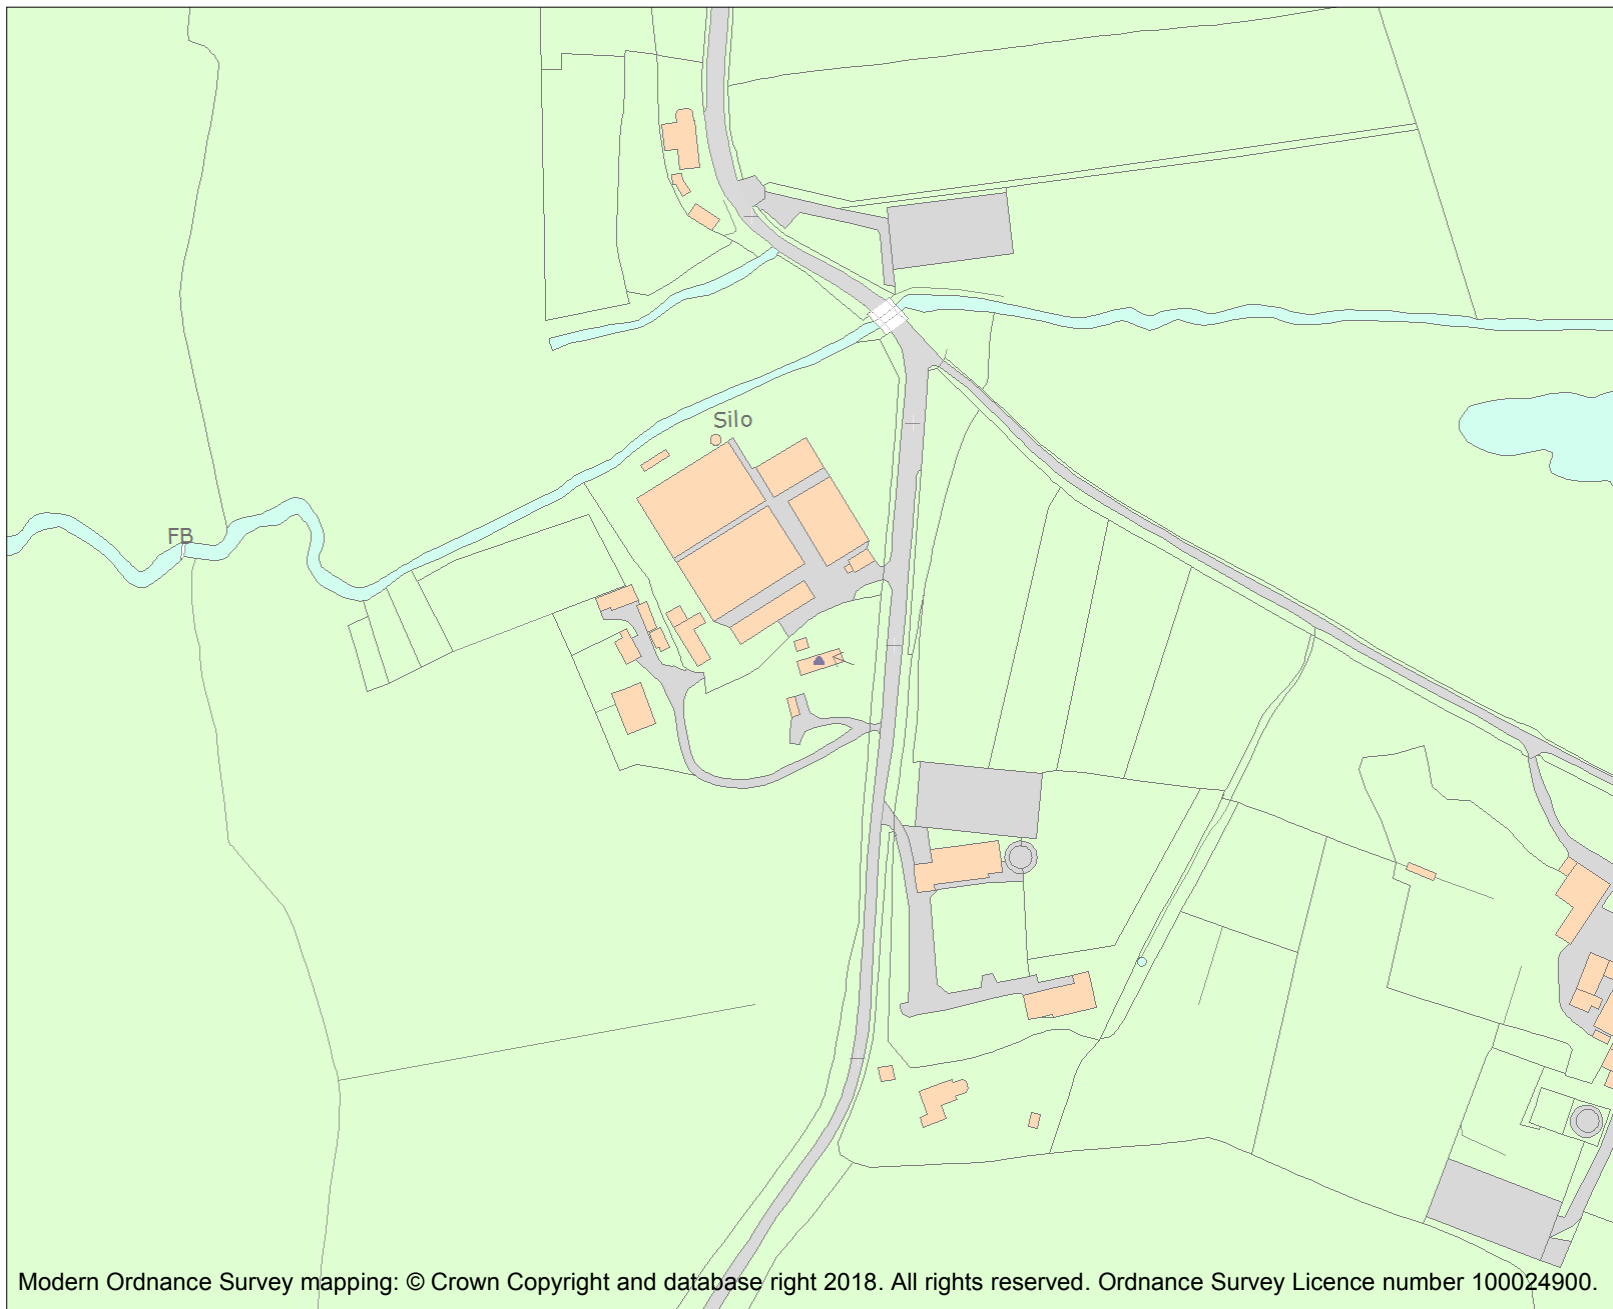 Silo
FB
Modern Ordnance Survey mapping: © Crown Copyright and database right 2018. All rights reserved. Ordnance Survey Licence number 100024900.